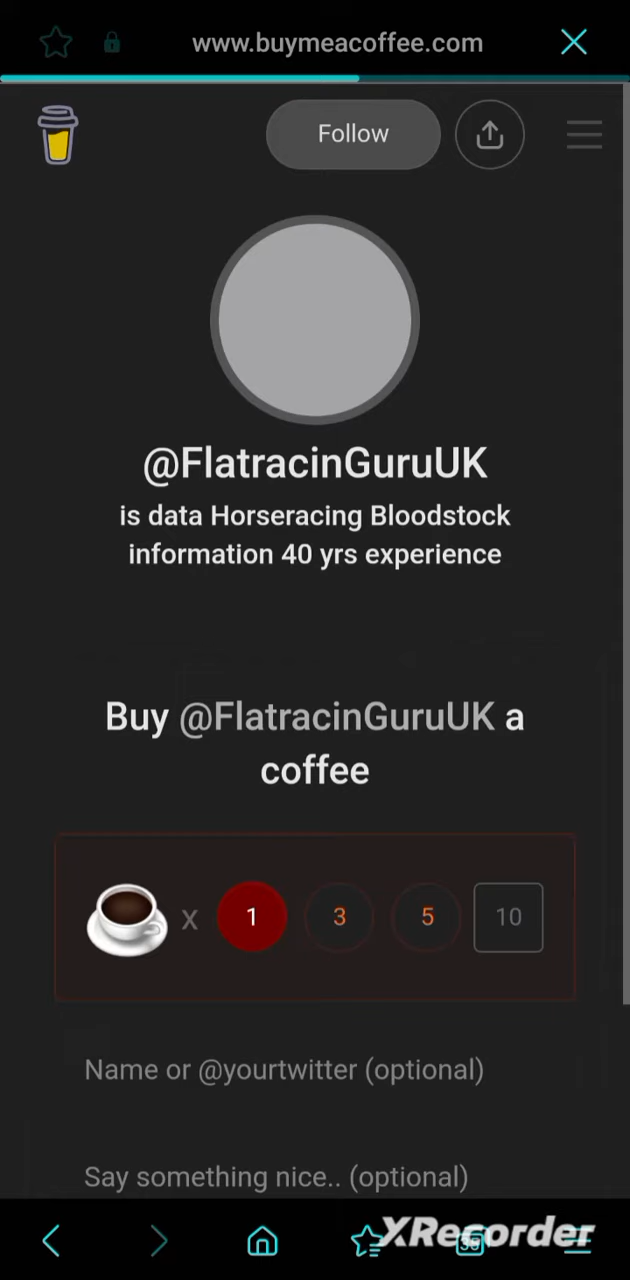 www.buymeacoffee.com
Follow
@FlatracinGuruUK
is data Horseracing Bloodstock
information 40 yrs experience
Buy @FlatracinGuruUK a
coffee
X 1 3 5 10
Name or @yourtwitter (optional)
Say something nice.. (optional)
XRecorder